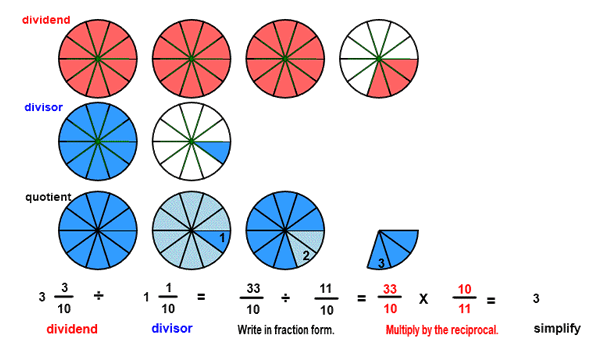 dividend
divisor
quotient
1
2
3
3 3/10 ÷ 1 1/10 = 33/10 ÷ 11/10 = 33/10 x 10/11 = 3
dividend divisor Write in fraction form. Multiply by the reciprocal. simplify